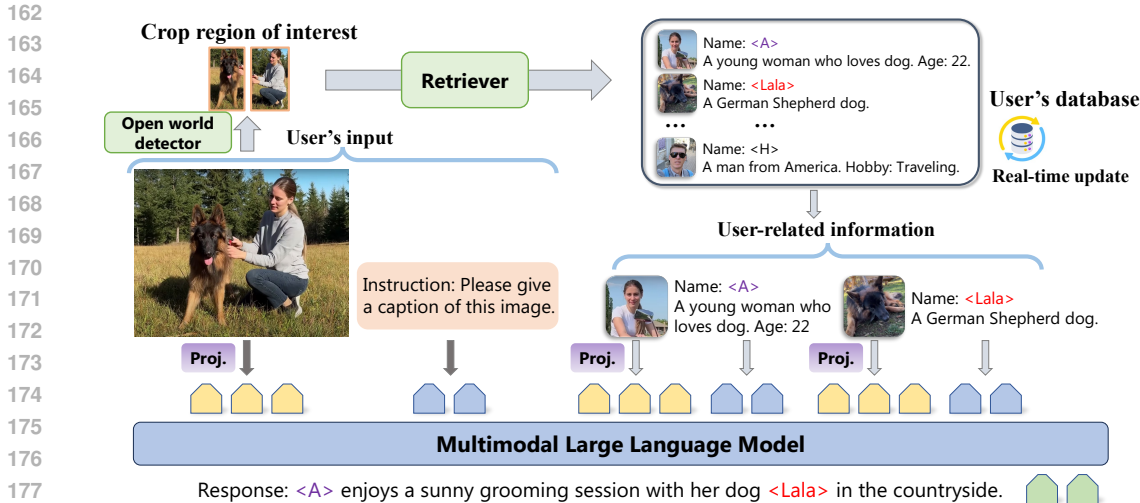 162
163
164
165
166
167
168
169
170
171
172
173
174
175
176
177
Crop region of interest
Retriever
Open world
detector
User's input
Name: <A>
A young woman who loves dog. Age: 22.
Name: <Lala>
A German Shepherd dog.
... ...
Name: <H>
A man from America. Hobby: Traveling.
User's database
Real-time update
User-related information
Instruction: Please give
a caption of this image.
Name: <A>
A young woman who
loves dog. Age: 22
Name: <Lala>
A German Shepherd dog.
Proj.
Proj.
Proj.
Multimodal Large Language Model
Response: <A> enjoys a sunny grooming session with her dog <Lala> in the countryside.